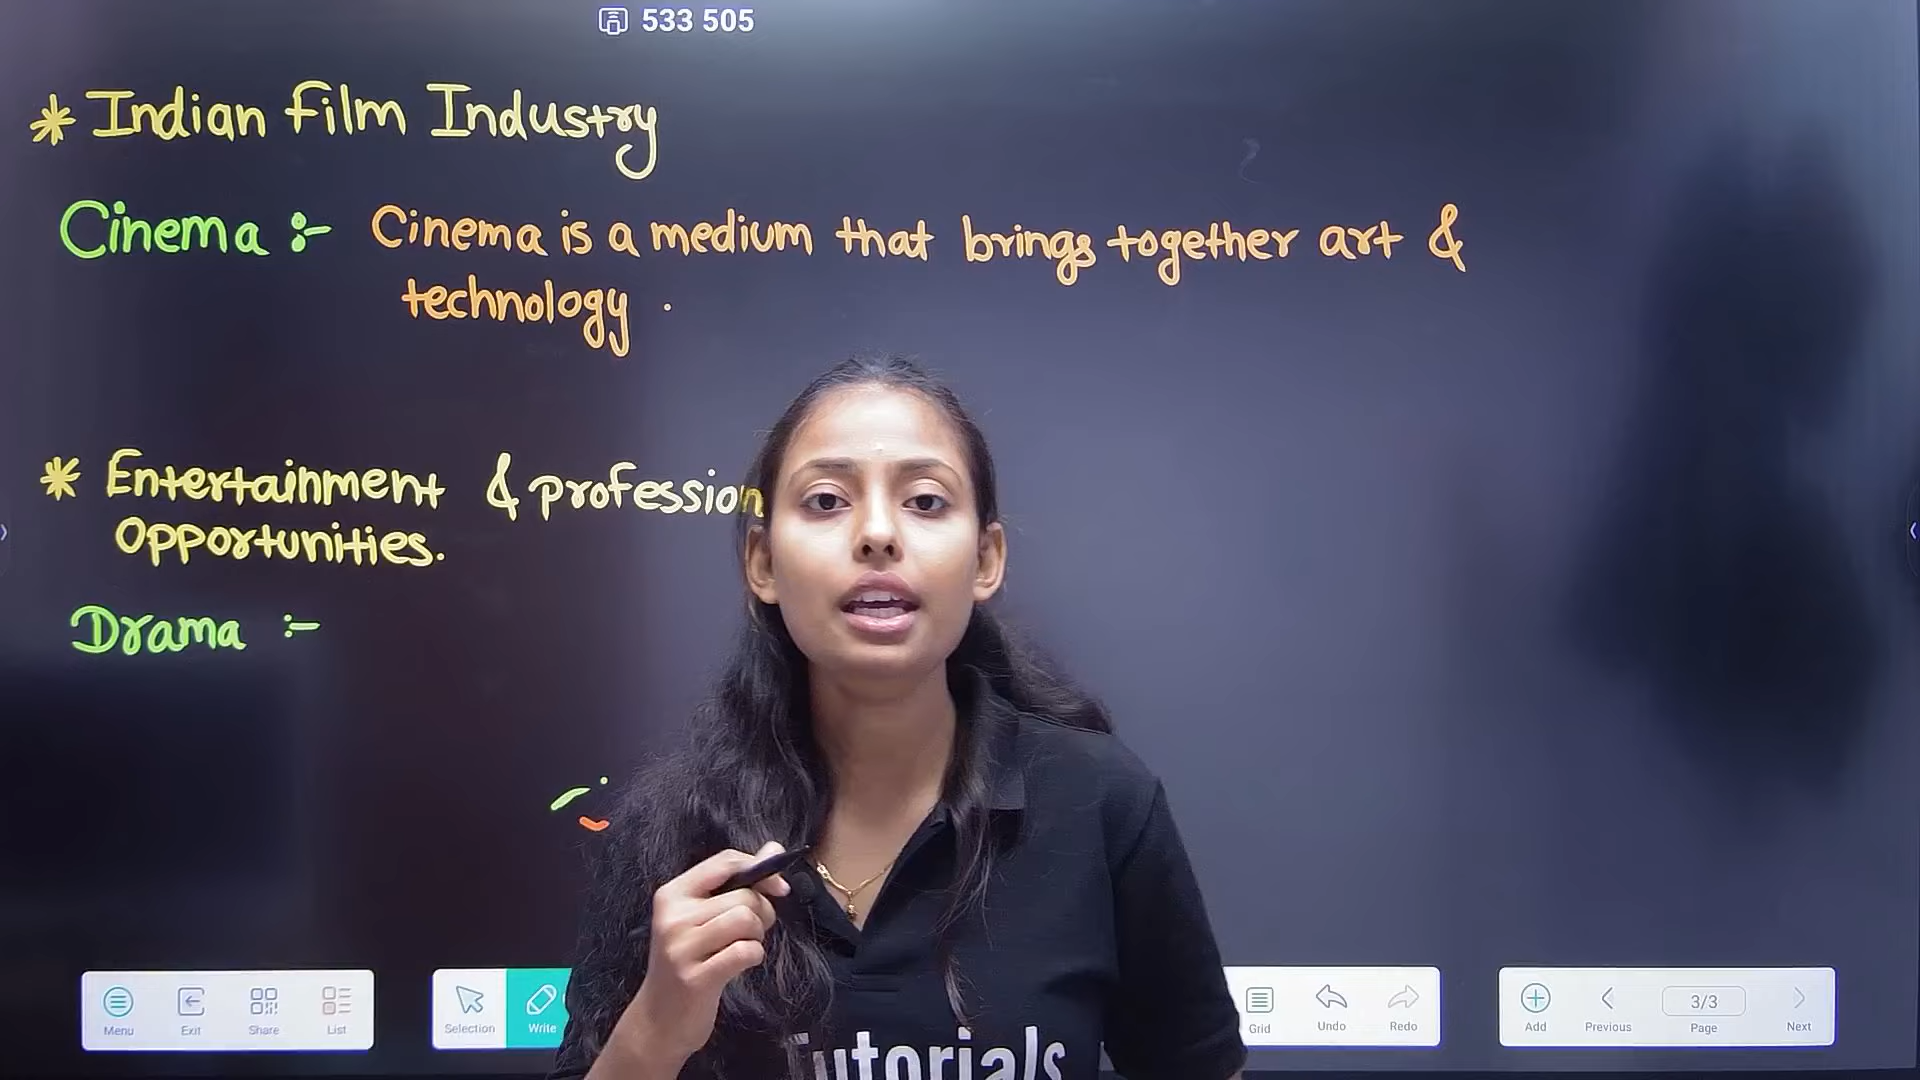 533 505
* Indian Film Industry
Cinema :- Cinema is a medium that brings together art &
technology .
* Entertainment & profession
Opportunities.
Drama :-
Menu
Exit
Share
List
Selection
Write
Grid
Undo
Redo
Add
Previous
3/3
Page
Next
Tutorials